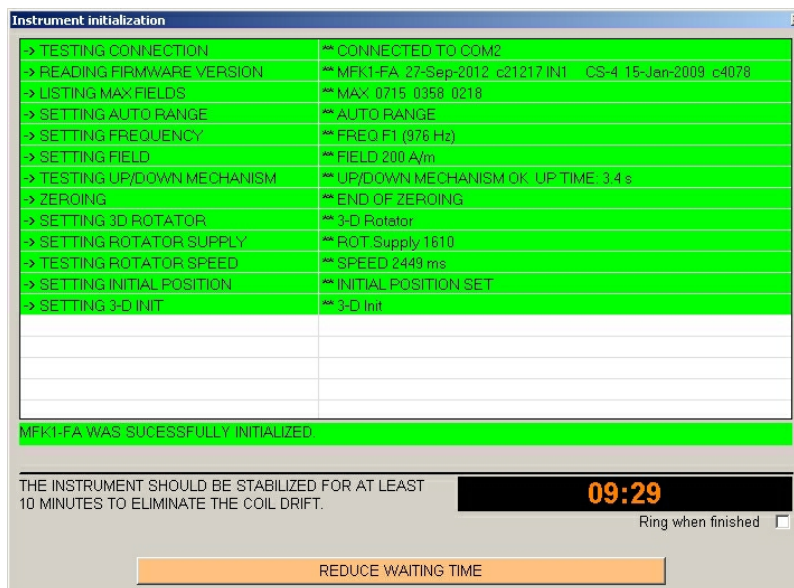 Instrument initialization
-> TESTING CONNECTION ** CONNECTED TO COM2
-> READING FIRMWARE VERSION ** MFK1-FA 27-Sep-2012 c21217 IN1 CS-4 15-Jan-2009 c4078
-> LISTING MAX FIELDS ** MAX 0715 0358 0218
-> SETTING AUTO RANGE ** AUTO RANGE
-> SETTING FREQUENCY ** FREQ F1 (976 Hz)
-> SETTING FIELD ** FIELD 200 A/m
-> TESTING UP/DOWN MECHANISM ** UP/DOWN MECHANISM OK UP TIME: 3.4 s
-> ZEROING ** END OF ZEROING
-> SETTING 3D ROTATOR ** 3-D Rotator
-> SETTING ROTATOR SUPPLY ** ROT.Supply 1610
-> TESTING ROTATOR SPEED ** SPEED 2449 ms
-> SETTING INITIAL POSITION ** INITIAL POSITION SET
-> SETTING 3-D INIT ** 3-D Init
MFK1-FA WAS SUCESSFULLY INITIALIZED.
THE INSTRUMENT SHOULD BE STABILIZED FOR AT LEAST
10 MINUTES TO ELIMINATE THE COIL DRIFT.
09:29
Ring when finished
REDUCE WAITING TIME